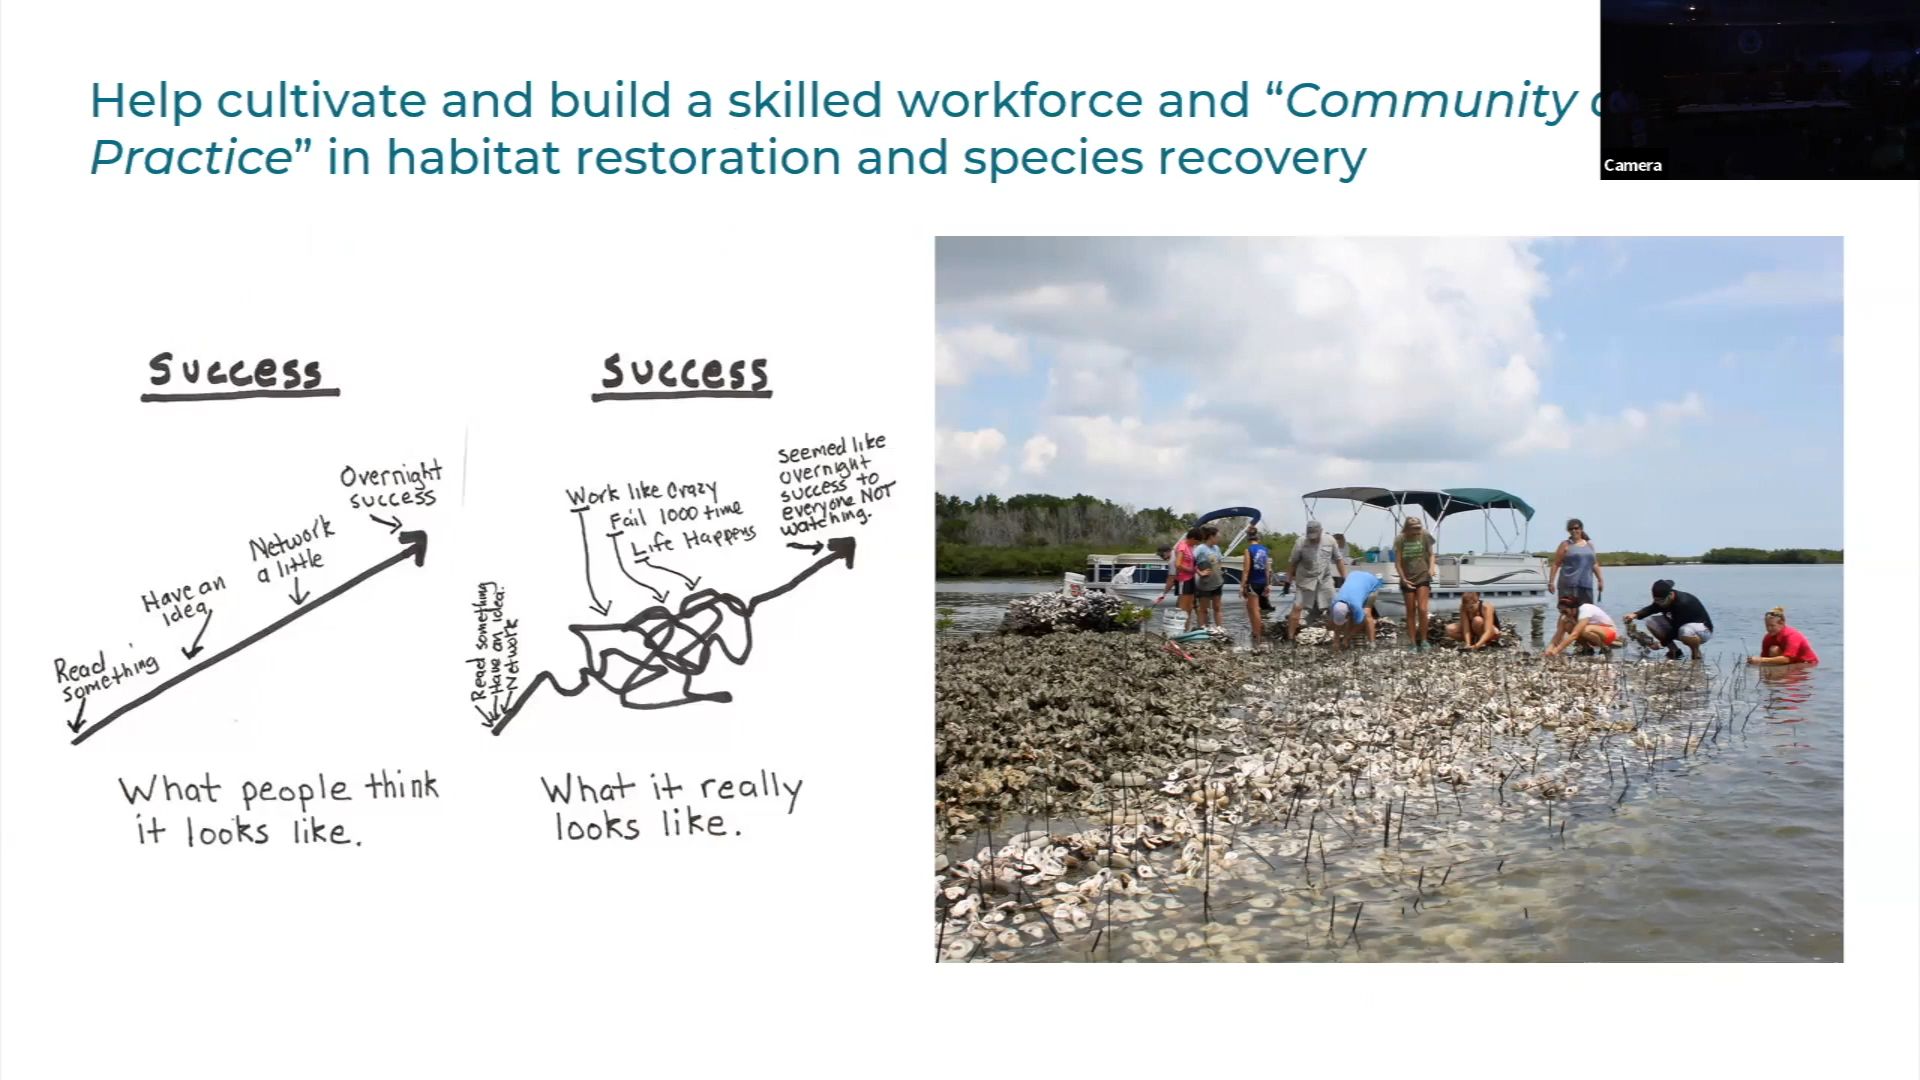 Help cultivate and build a skilled workforce and “Community
Practice” in habitat restoration and species recovery
Camera
Success
Read
something
Have an
idea
Network
a little
Overnight
success
What people think
it looks like.
Success
Read something
Have an idea.
Network
Work like crazy
Fail 1000 time
Life Happens
seemed like
overnight
success to
everyone NOT
watching.
What it really
looks like.